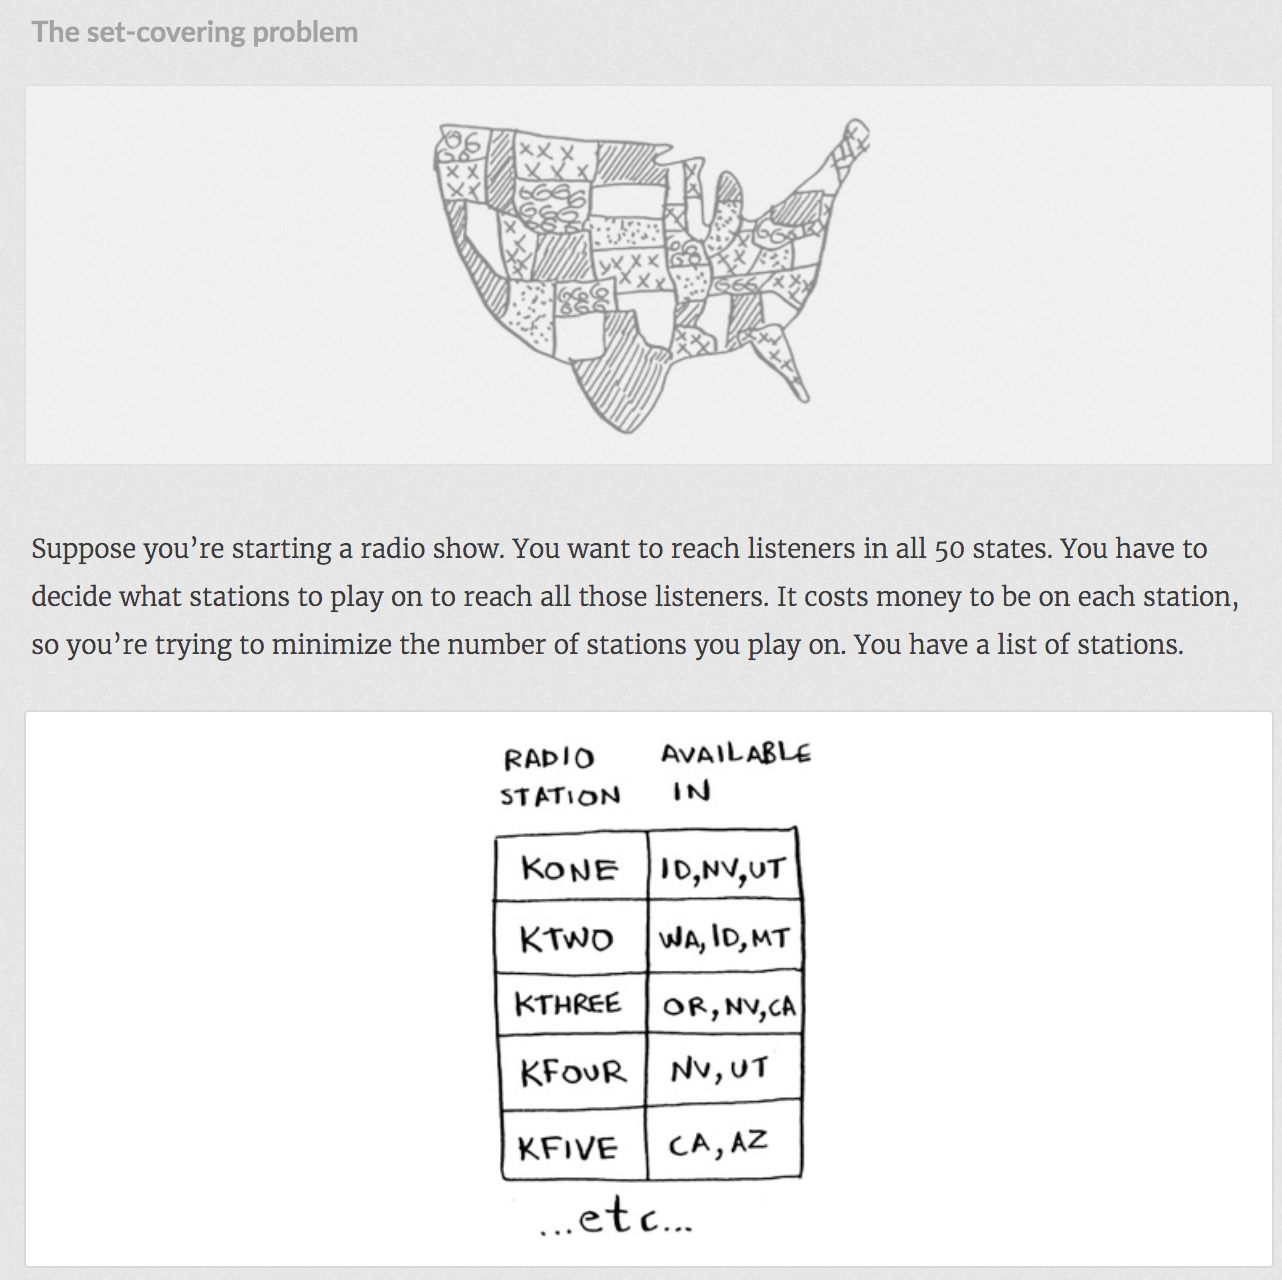 The set-covering problem
Suppose you’re starting a radio show. You want to reach listeners in all 50 states. You have to
decide what stations to play on to reach all those listeners. It costs money to be on each station,
so you’re trying to minimize the number of stations you play on. You have a list of stations.
RADIO STATION AVAILABLE IN
KONE ID,NV,UT
KTWO WA,ID,MT
KTHREE OR,NV,CA
KFOUR NV,UT
KFIVE CA,AZ
...etc...